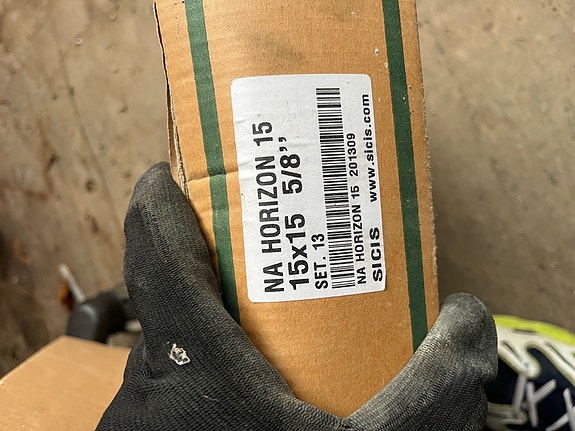 NA HORIZON 15
15x15 5/8’’
SET. 13
NA HORIZON 15 201309
SICIS www.sicis.com